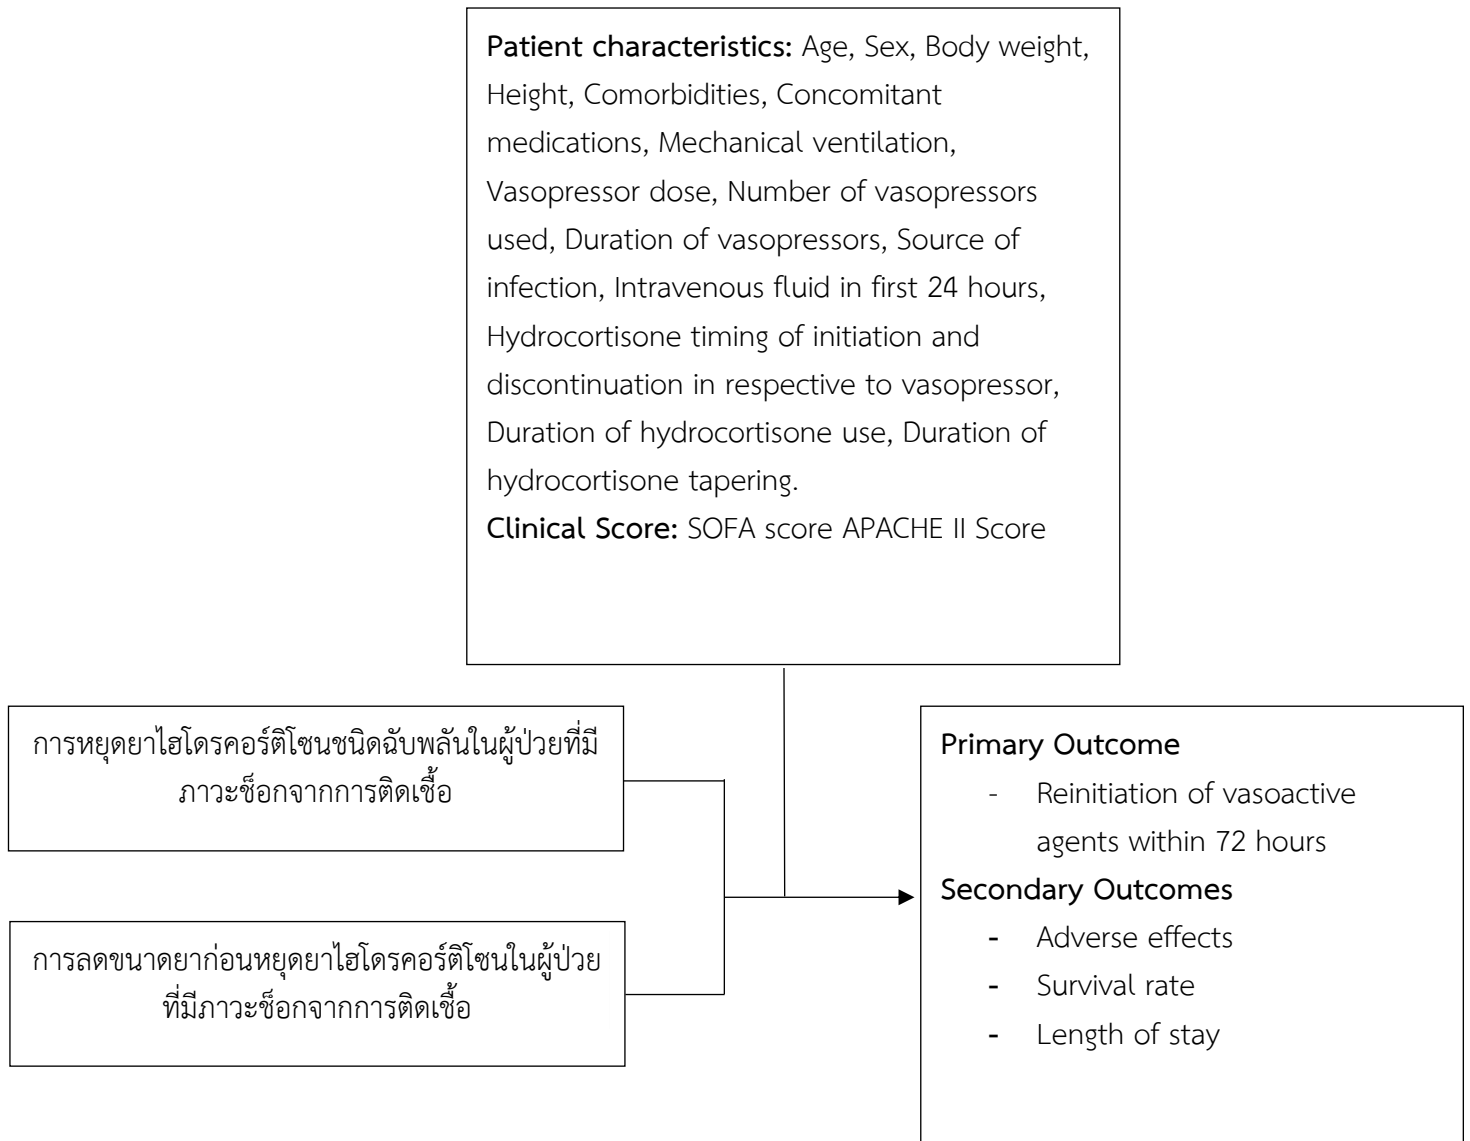 Patient characteristics: Age, Sex, Body weight,
Height, Comorbidities, Concomitant
medications, Mechanical ventilation,
Vasopressor dose, Number of vasopressors
used, Duration of vasopressors, Source of
infection, Intravenous fluid in first 24 hours,
Hydrocortisone timing of initiation and
discontinuation in respective to vasopressor,
Duration of hydrocortisone use, Duration of
hydrocortisone tapering.
Clinical Score: SOFA score APACHE II Score
การหยุดยาไฮโดรคอร์ติโซนชนิดฉับพลันในผู้ป่วยที่มี
ภาวะช็อกจากการติดเชื้อ
การลดขนาดยาก่อนหยุดยาไฮโดรคอร์ติโซนในผู้ป่วย
ที่มีภาวะช็อกจากการติดเชื้อ
Primary Outcome
- Reinitiation of vasoactive
agents within 72 hours
Secondary Outcomes
- Adverse effects
- Survival rate
- Length of stay